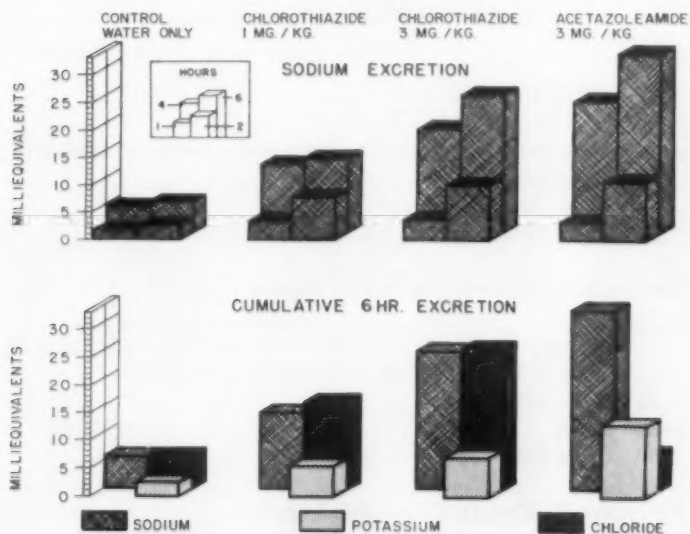 CONTROL
WATER ONLY
CHLOROTHIAZIDE
1 MG./ KG.
CHLOROTHIAZIDE
3 MG./ KG.
ACETAZOLEAMIDE
3 MG./ KG.
SODIUM EXCRETION
HOURS
4
6
1
2
MILLIEQUIVALENTS
30
25
20
15
10
5
0
CUMULATIVE 6 HR. EXCRETION
MILLIEQUIVALENTS
30
25
20
15
10
5
0
SODIUM
POTASSIUM
CHLORIDE